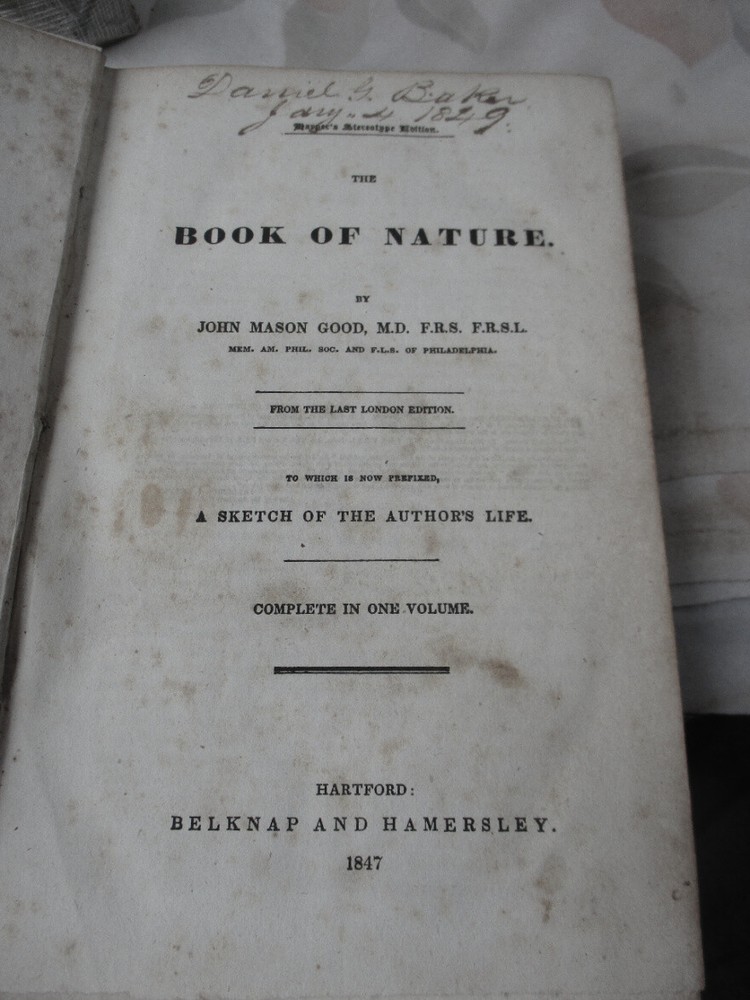 Daniel G. Baker
Jany. 4 1849.
Harper's Stereotype Edition.
THE
BOOK OF NATURE.
BY
JOHN MASON GOOD, M.D. F.R.S. F.R.S.L.
MEM. AM. PHIL. SOC. AND F.L.S. OF PHILADELPHIA.
FROM THE LAST LONDON EDITION.
TO WHICH IS NOW PREFIXED,
A SKETCH OF THE AUTHOR'S LIFE.
COMPLETE IN ONE VOLUME.
HARTFORD:
BELKNAP AND HAMERSLEY.
1847